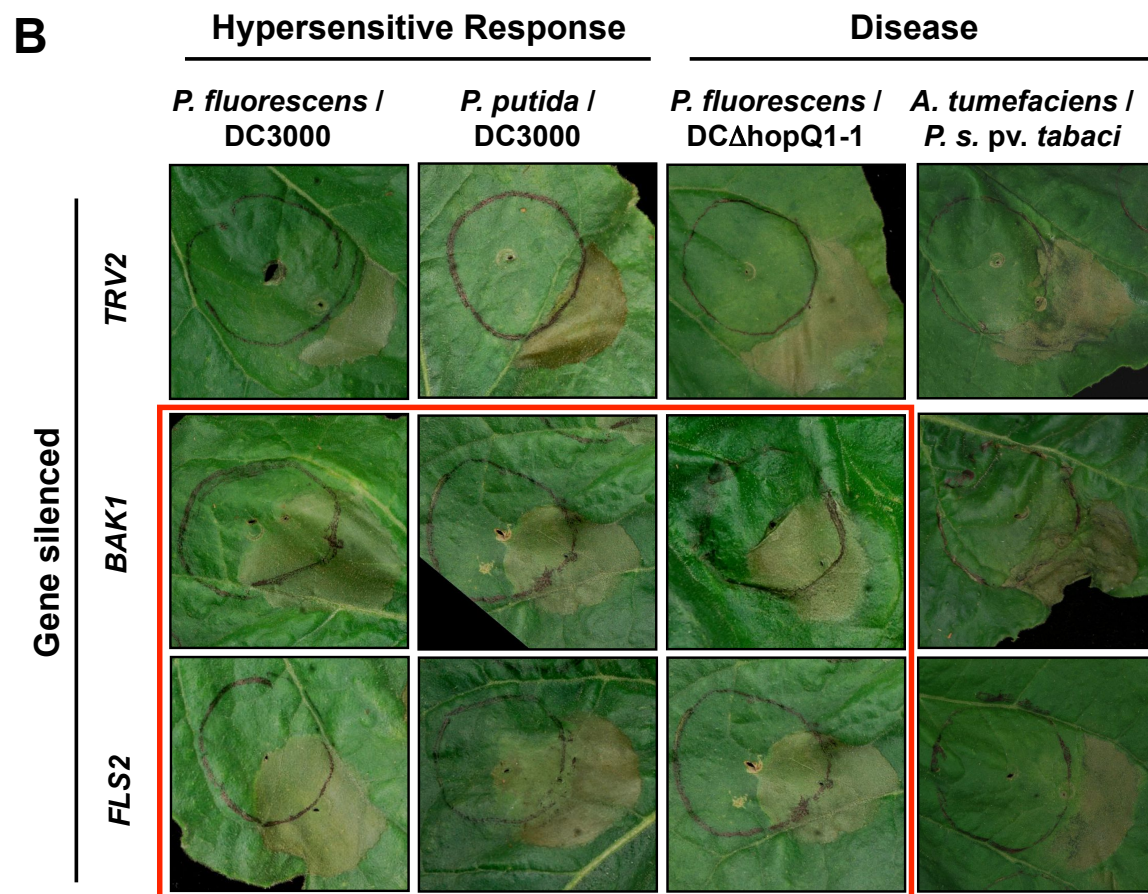 B
Hypersensitive Response
Disease
P. fluorescens /
DC3000
P. putida /
DC3000
P. fluorescens /
DCΔhopQ1-1
A. tumefaciens /
P. s. pv. tabaci
Gene silenced
TRV2
BAK1
FLS2